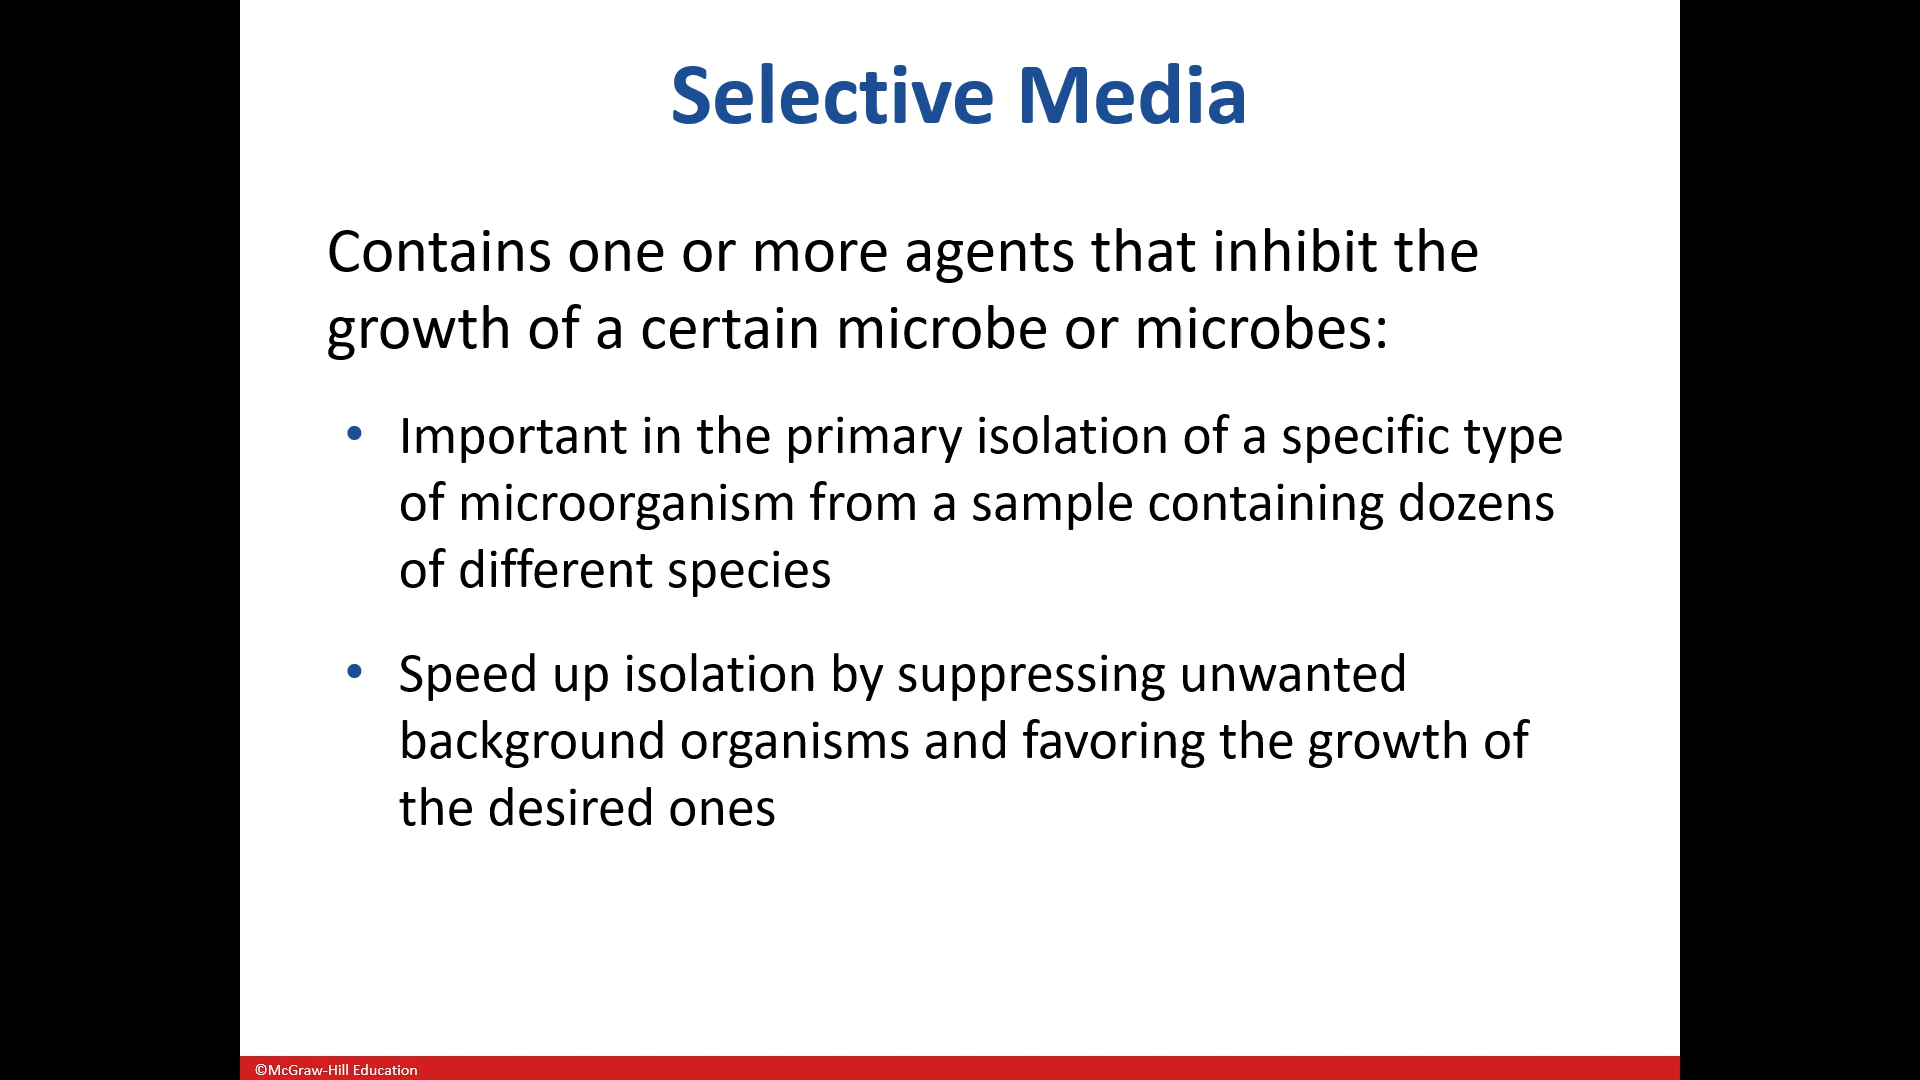 Selective Media
Contains one or more agents that inhibit the
growth of a certain microbe or microbes:
• Important in the primary isolation of a specific type
of microorganism from a sample containing dozens
of different species
• Speed up isolation by suppressing unwanted
background organisms and favoring the growth of
the desired ones
©McGraw-Hill Education